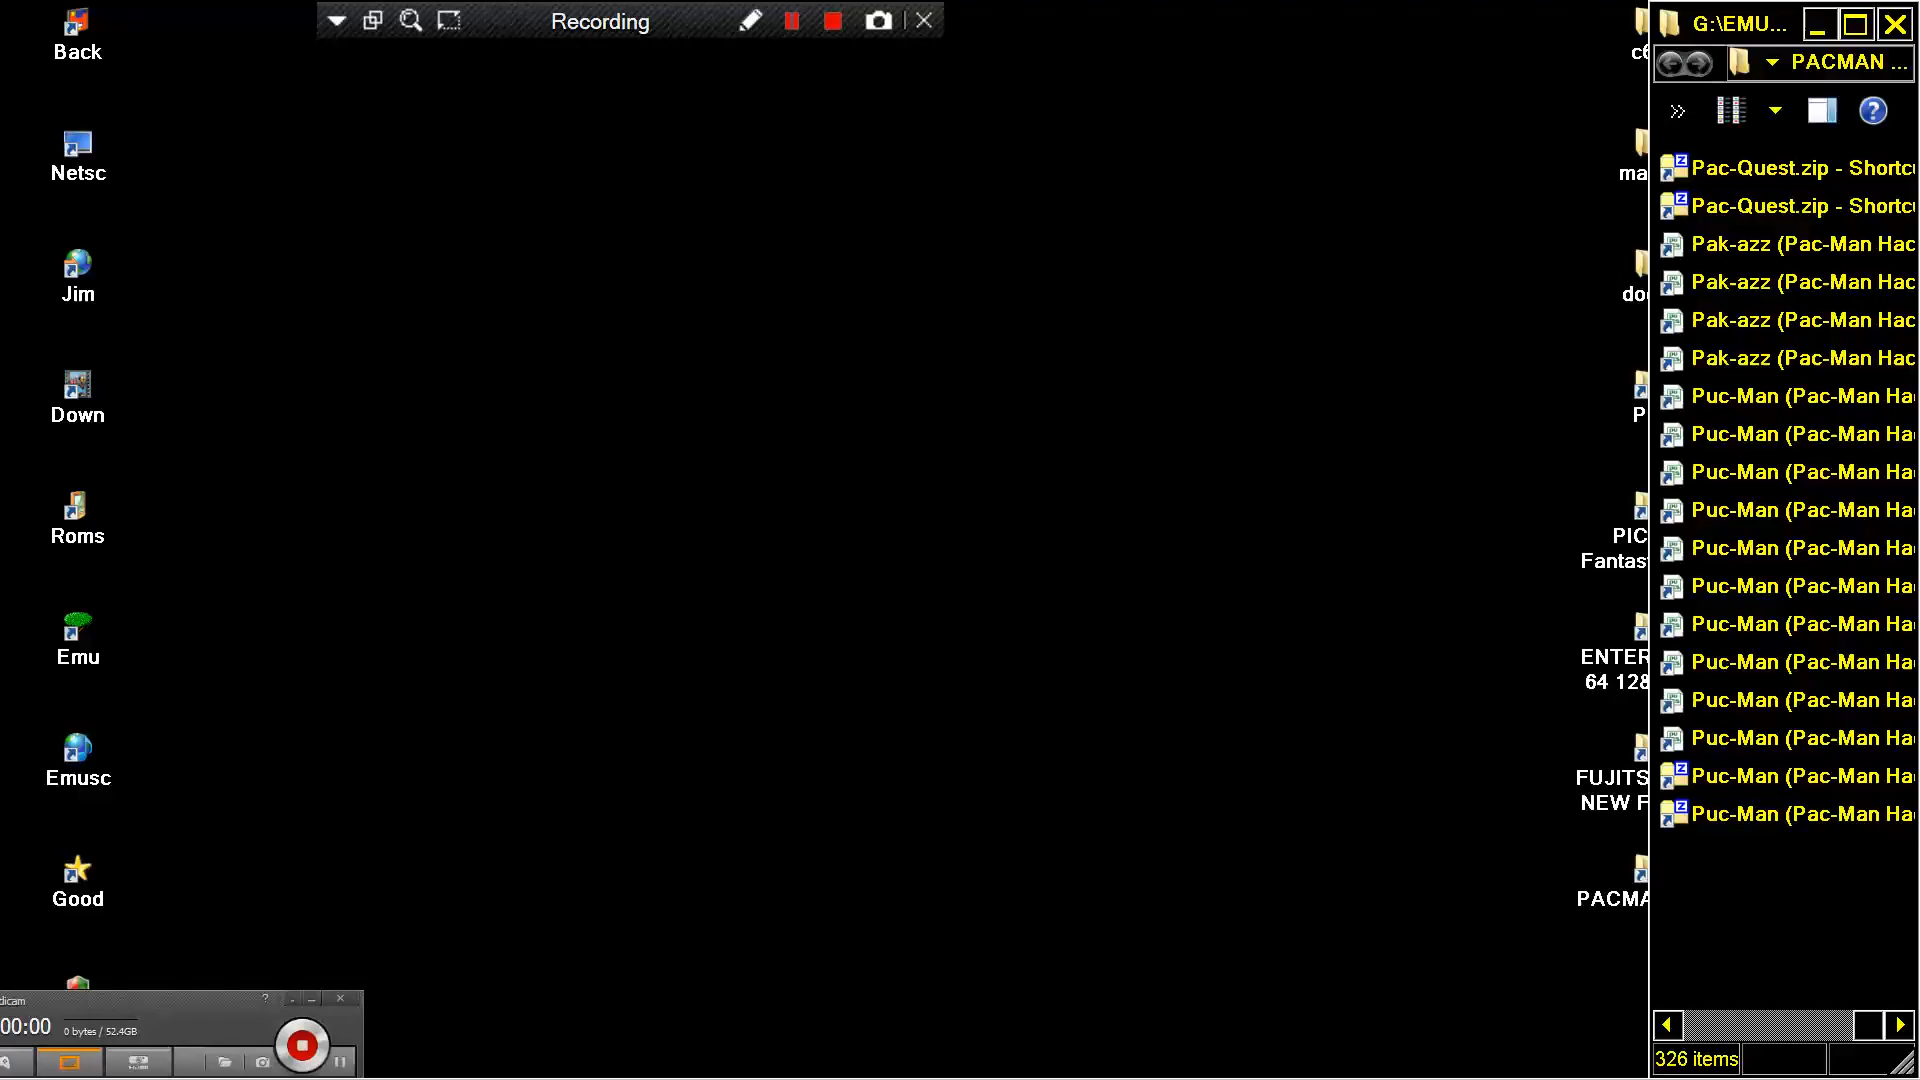 Recording
Back
Netsc
Jim
Down
Roms
Emu
Emusc
Good
dicam
?
00:00
0 bytes / 52.4GB
c6
ma
do
P
PIC
Fantas
ENTER
64 128
FUJITS
NEW F
PACMA
G:\EMU...
PACMAN ...
Pac-Quest.zip - Shortc
Pac-Quest.zip - Shortc
Pak-azz (Pac-Man Hac
Pak-azz (Pac-Man Hac
Pak-azz (Pac-Man Hac
Pak-azz (Pac-Man Hac
Puc-Man (Pac-Man Ha
Puc-Man (Pac-Man Ha
Puc-Man (Pac-Man Ha
Puc-Man (Pac-Man Ha
Puc-Man (Pac-Man Ha
Puc-Man (Pac-Man Ha
Puc-Man (Pac-Man Ha
Puc-Man (Pac-Man Ha
Puc-Man (Pac-Man Ha
Puc-Man (Pac-Man Ha
Puc-Man (Pac-Man Ha
Puc-Man (Pac-Man Ha
326 items